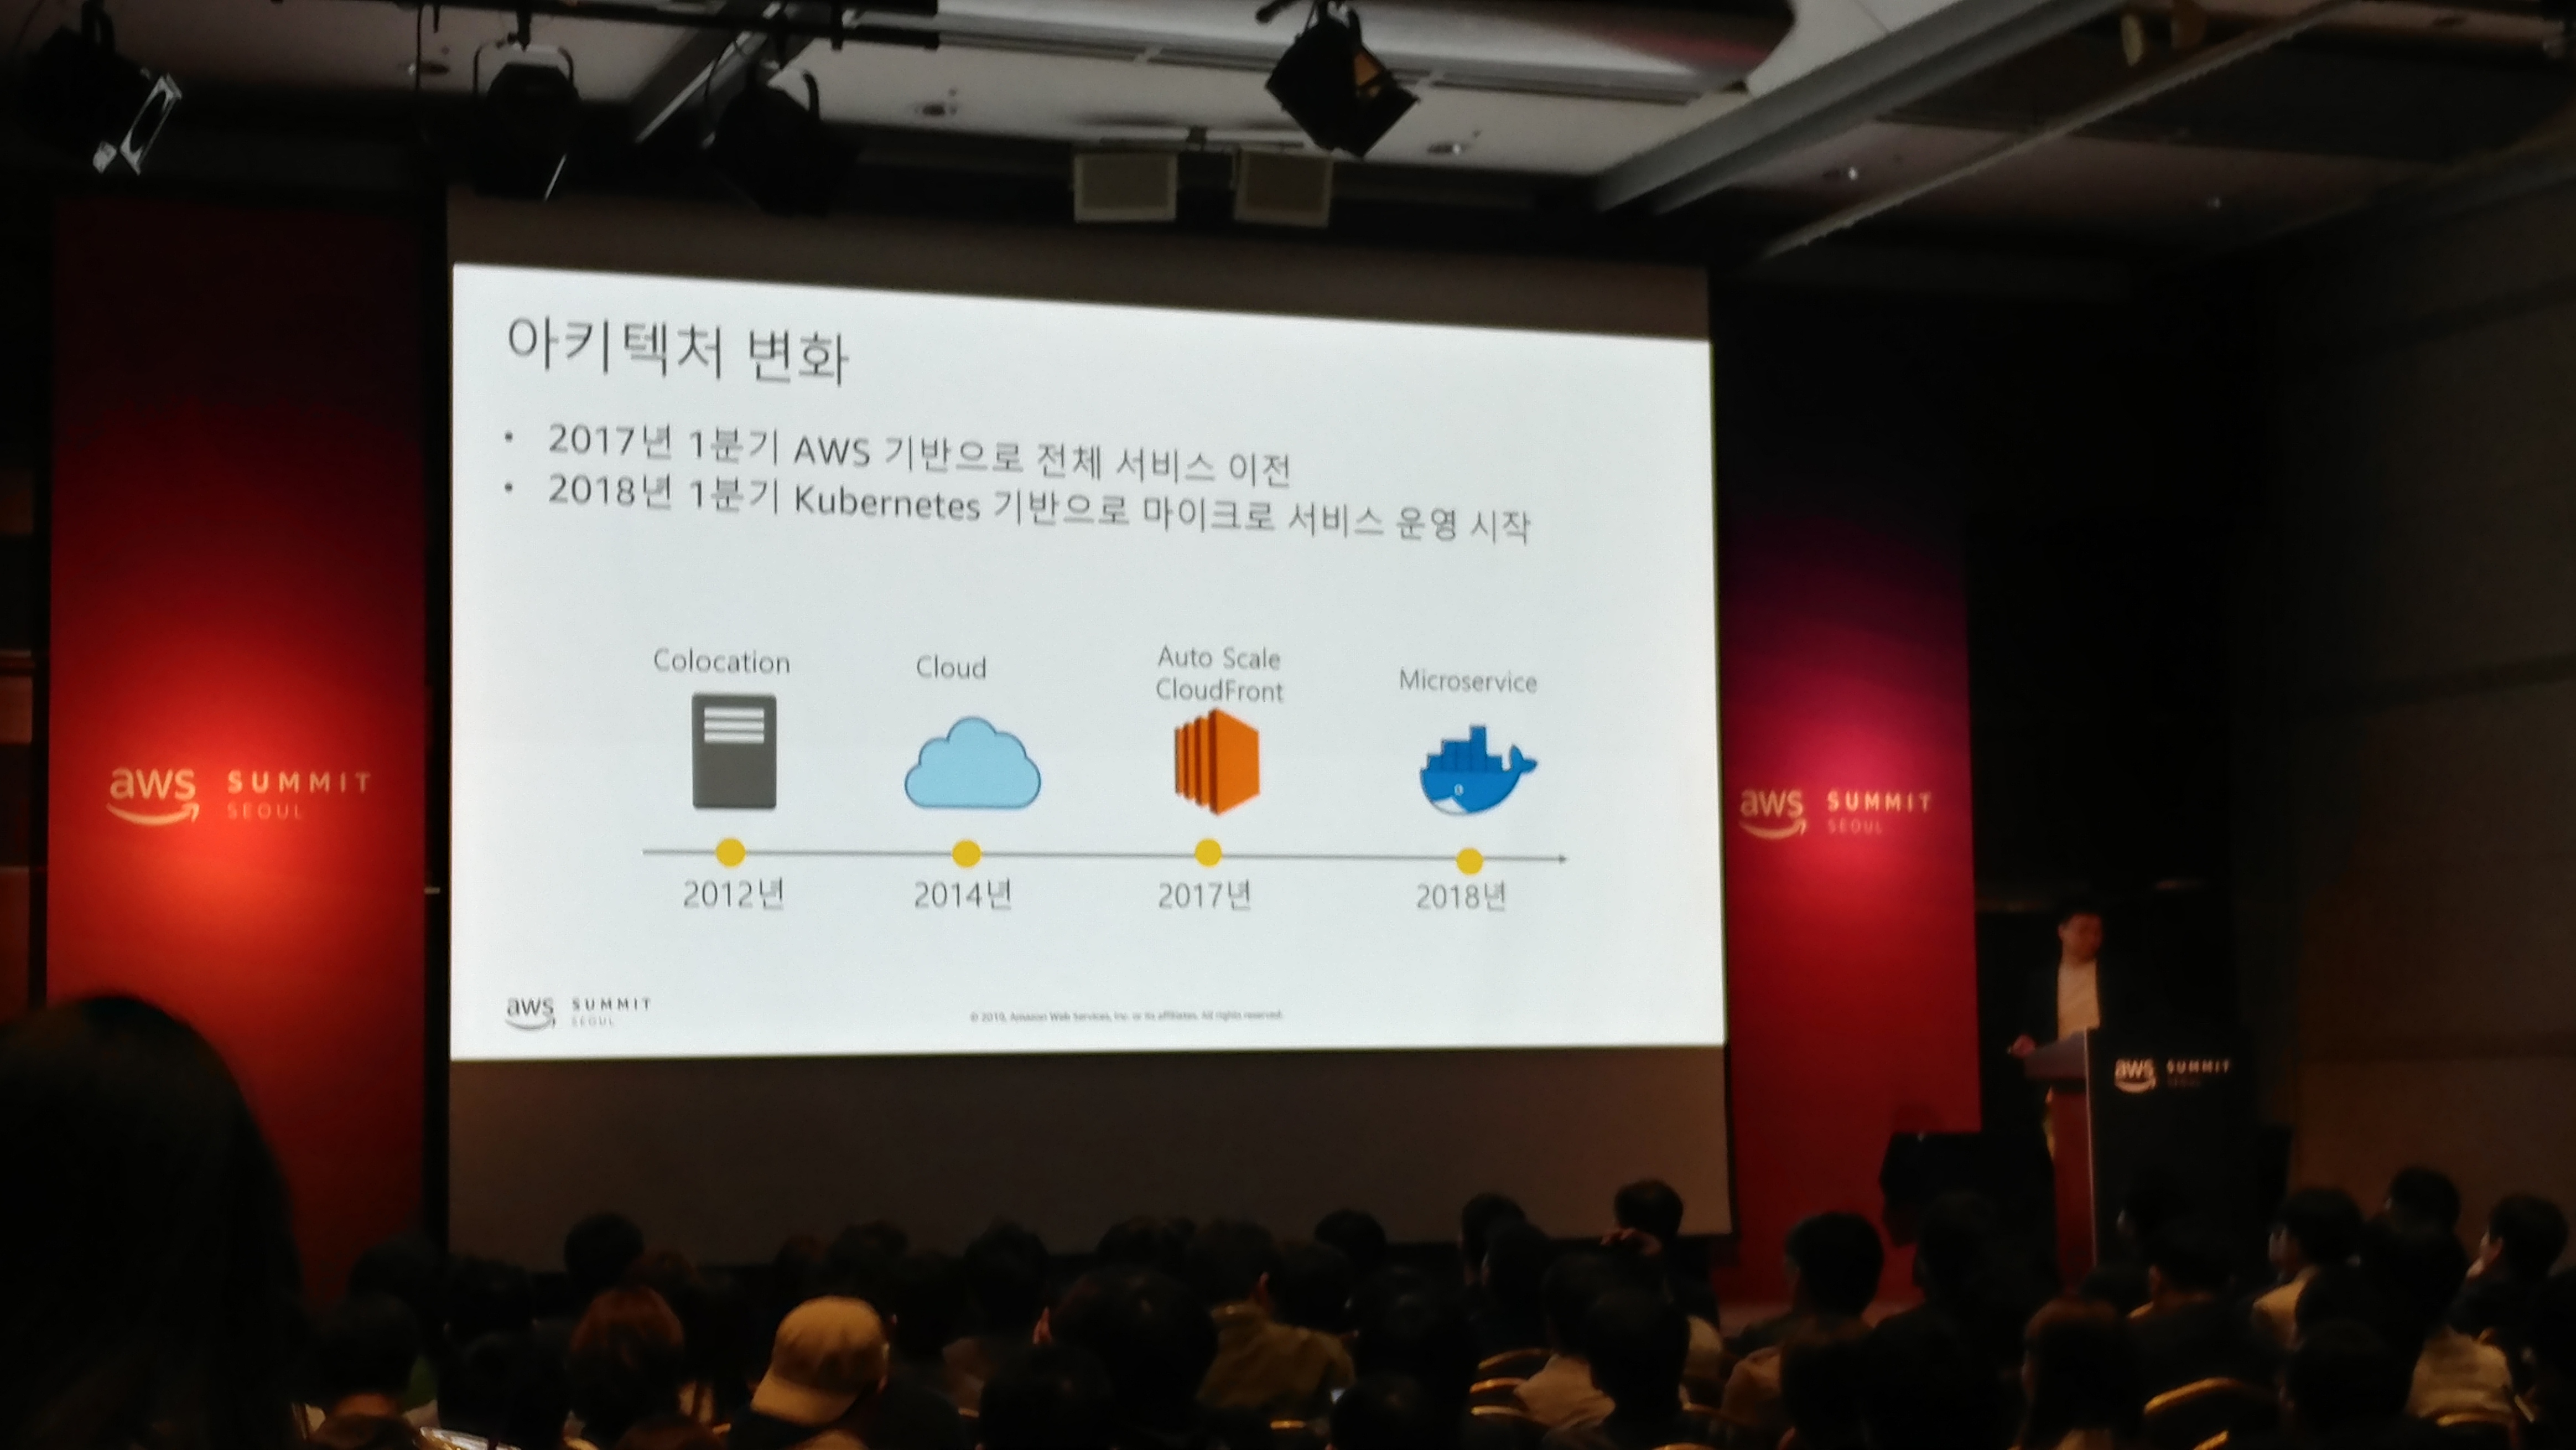 아키텍처 변화
• 2017년 1분기 AWS 기반으로 전체 서비스 이전
• 2018년 1분기 Kubernetes 기반으로 마이크로 서비스 운영 시작
Colocation
Cloud
Auto Scale
CloudFront
Microservice
2012년
2014년
2017년
2018년
aws SUMMIT
SEOUL
© 2019, Amazon Web Services, Inc. or its affiliates. All rights reserved.
aws SUMMIT
SEOUL
aws SUMMIT
SEOUL
aws SUMMIT